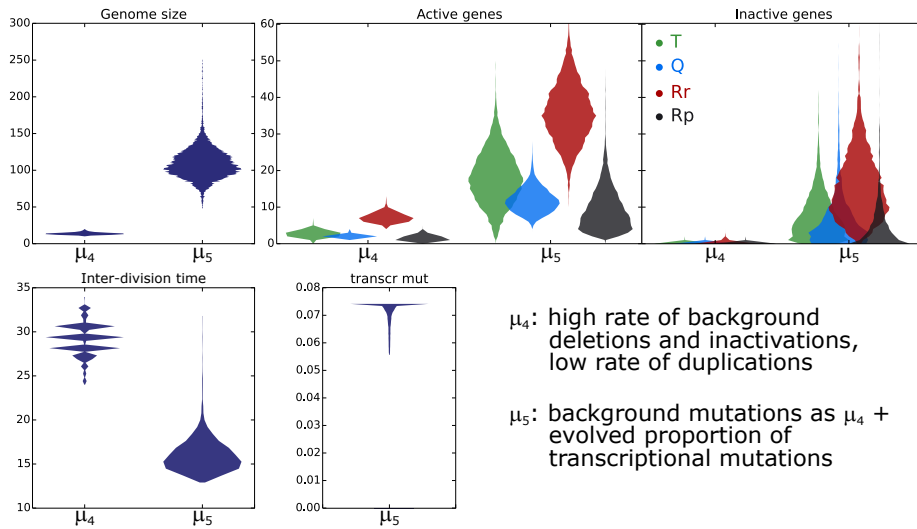 Genome size
Active genes
Inactive genes
300
250
200
150
100
50
0
μ4
μ5
60
50
40
30
20
10
0
μ4
μ5
T
Q
Rr
Rp
μ4
μ5
Inter-division time
transcr mut
35
30
25
20
15
10
μ4
μ5
0.08
0.07
0.06
0.05
0.04
0.03
0.02
0.01
0.00
μ5
μ4: high rate of background
deletions and inactivations,
low rate of duplications
μ5: background mutations as μ4 +
evolved proportion of
transcriptional mutations